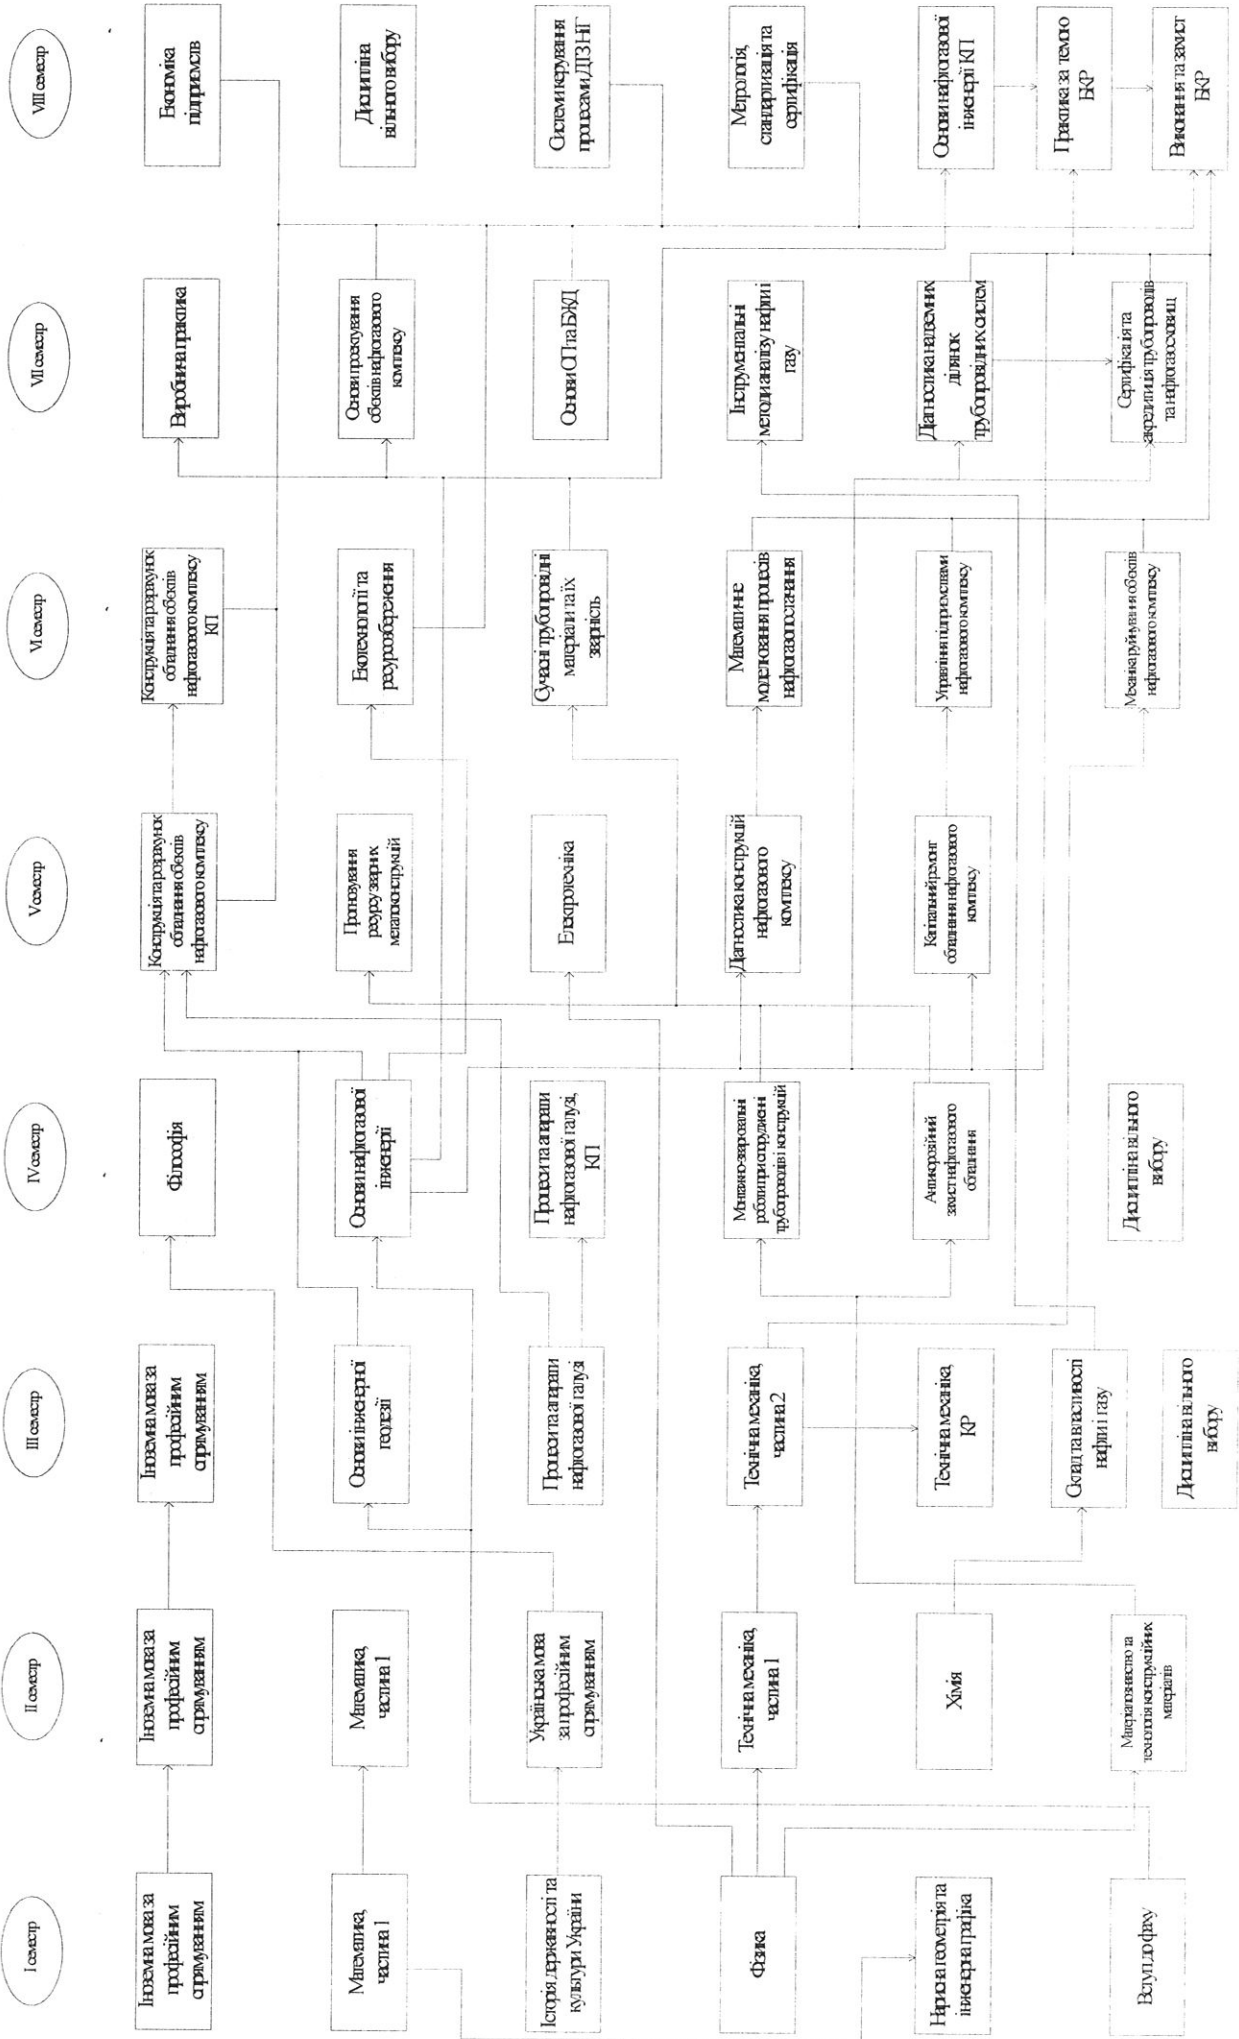 I семестр
Іноземна мова за
професійним
спрямуванням
Математика,
частина 1
Історія державності та
культури України
Фізика
Нарисна геометрія та
інженерна графіка
Вступ до фаху
II семестр
Іноземна мова за
професійним
спрямуванням
Математика,
частина 1
Українська мова
за професійним
спрямуванням
Технічна механіка,
частина 1
Хімія
Матеріалознавство та
технологія конструкційних
матеріалів
III семестр
Іноземна мова за
професійним
спрямуванням
Основи інженерної
геодезії
Процеси та апарати
нафтогазової галузі
Технічна механіка,
частина 2
Технічна механіка,
КР
Склад та властивості
нафти і газу
Дисципліна вільного
вибору
IV семестр
Філософія
Основи нафтогазової
інженерії
Процеси та апарати
нафтогазової галузі,
КП
Монтажно-зварювальні
роботи при спорудженні
трубопроводів і конструкцій
Антикорозійний
захист нафтогазового
обладнання
Дисципліна вільного
вибору
V семестр
Конструкція та розрахунок
обладнання об'єктів
нафтогазового комплексу
Прогнозування
ресурсу зварних
металоконструкцій
Електротехніка
Діагностика конструкцій
нафтогазового
комплексу
Капітальний ремонт
обладнання нафтогазового
комплексу
VI семестр
Конструкція та розрахунок
обладнання об'єктів
нафтогазового комплексу
КП
Екотехнології та
ресурсозбереження
Сучасні трубопровідні
матеріали та їх
зварність
Математичне
моделювання процесів
нафтогазопостачання
Управління підприємствами
нафтогазового комплексу
Механіка руйнування об'єктів
нафтогазового комплексу
VII семестр
Виробнича практика
Основи проектування
об'єктів нафтогазового
комплексу
Основи ОП та БЖД
Інструментальні
методи аналізу нафти і
газу
Діагностика надземних
ділянок
трубопровідних систем
Сертифікація та
акредитація трубопроводів
та нафтогазосховищ
VIII семестр
Економіка
підприємств
Дисципліна
вільного вибору
Системи керування
процесами ДТЗНГ
Метрологія,
стандартизація та
сертифікація
Основи нафтогазової
інженерії КП
Практика за темою
БКР
Виконання та захист
БКР